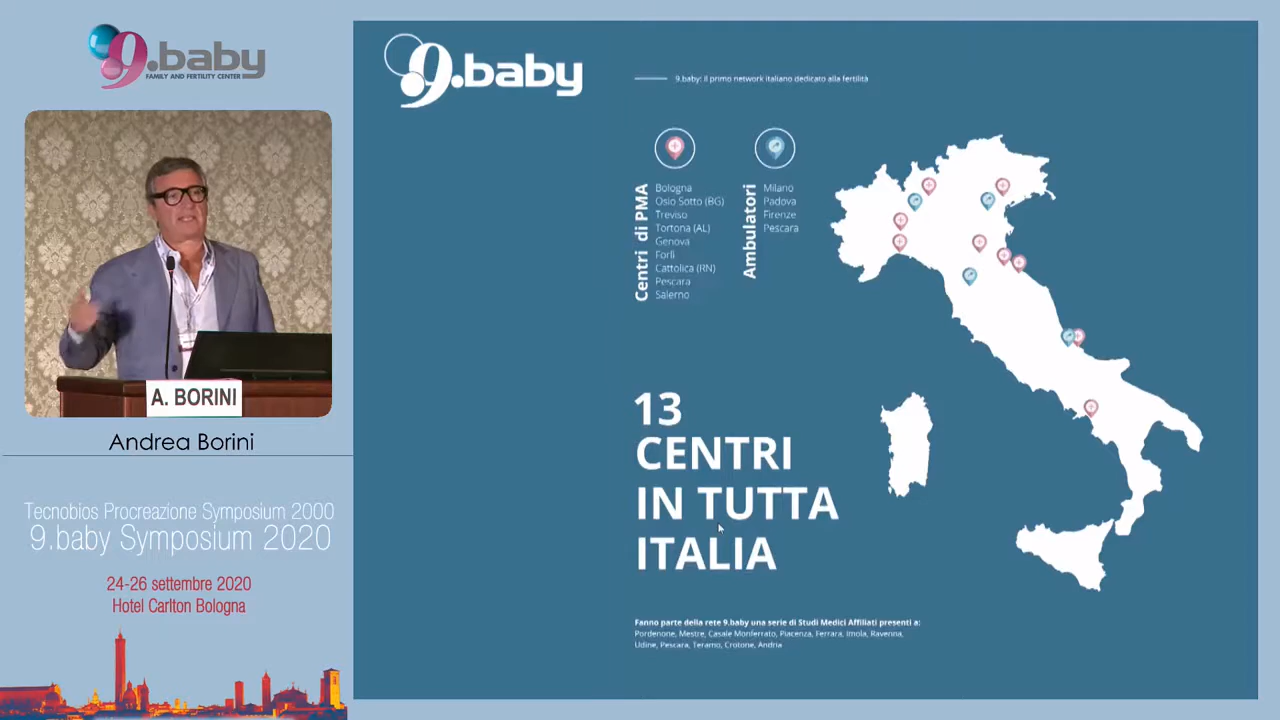 9.baby
FAMILY AND FERTILITY CENTER
A. BORINI
Andrea Borini
Tecnobios Procreazione Symposium 2000
9.baby Symposium 2020
24-26 settembre 2020
Hotel Carlton Bologna
9.baby
9.baby: il primo network italiano dedicato alla fertilità
Centri di PMA
Bologna
Osio Sotto (BG)
Treviso
Tortona (AL)
Genova
Forlì
Cattolica (RN)
Pescara
Salerno
Ambulatori
Milano
Padova
Firenze
Pescara
13
CENTRI
IN TUTTA
ITALIA
Fanno parte della rete 9.baby una serie di Studi Medici Affiliati presenti a:
Pordenone, Mestre, Casale Monferrato, Piacenza, Ferrara, Imola, Ravenna,
Udine, Pescara, Teramo, Crotone, Andria